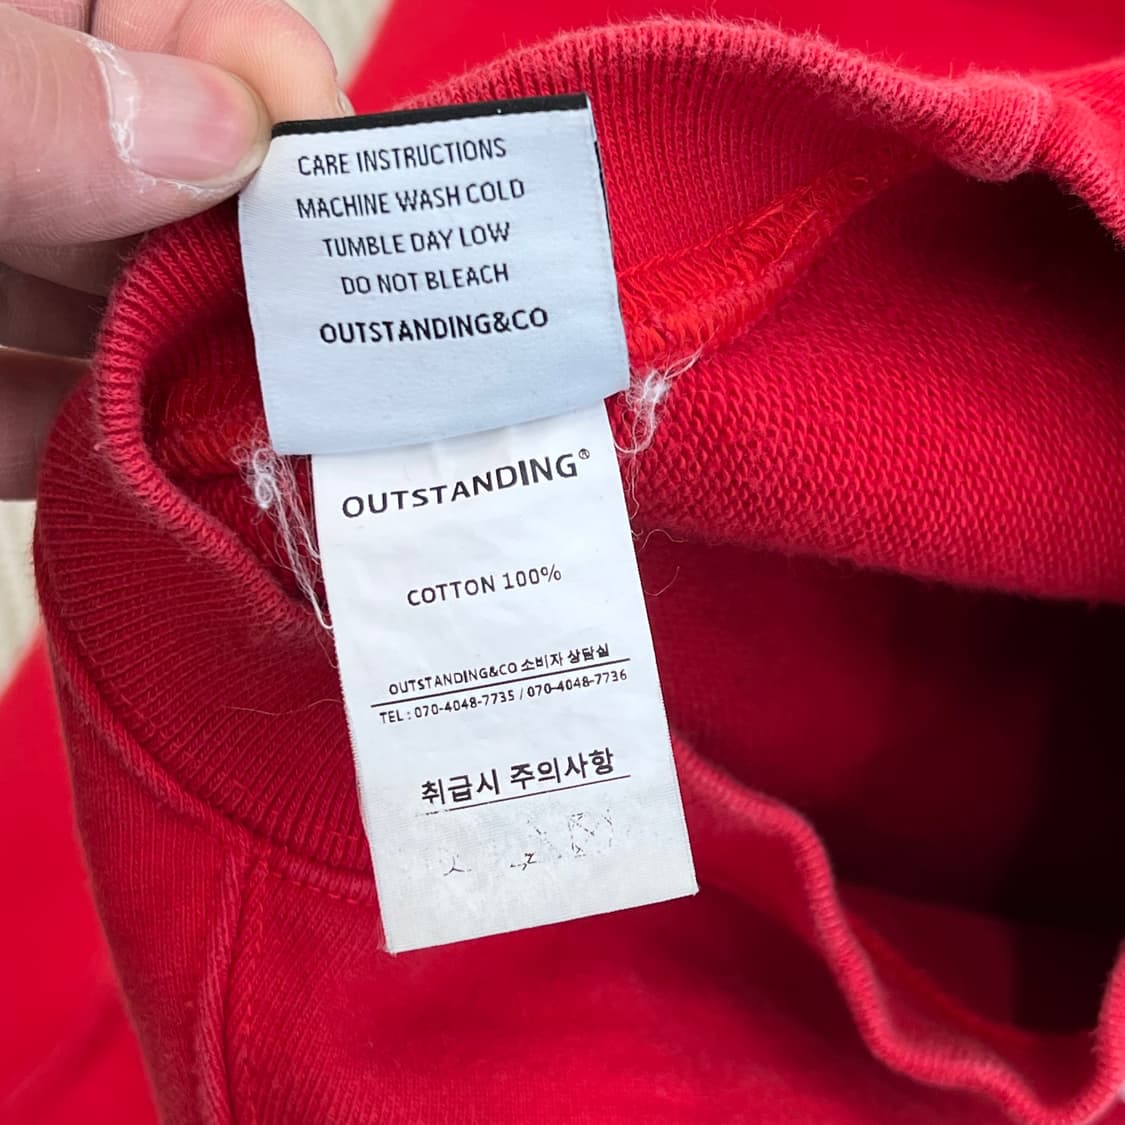 CARE INSTRUCTIONS
MACHINE WASH COLD
TUMBLE DAY LOW
DO NOT BLEACH
OUTSTANDING&CO
OUTSTANDING®
COTTON 100%
OUTSTANDING&CO 소비자 상담실
TEL : 070-4048-7735 / 070-4048-7736
취급시 주의사항